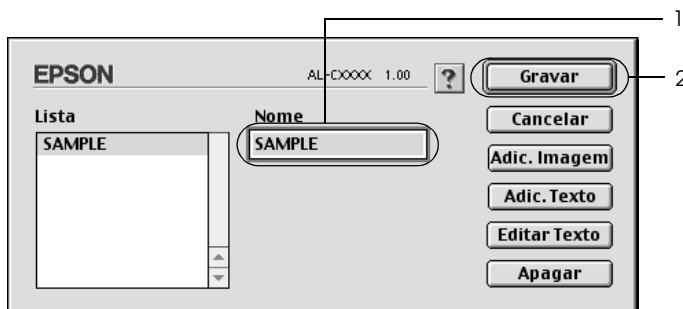 1
EPSON
AL-CXXXX 1.00
?
Gravar
2
Lista
Nome
Cancelar
SAMPLE
SAMPLE
Adic. Imagem
Adic. Texto
Editar Texto
Apagar